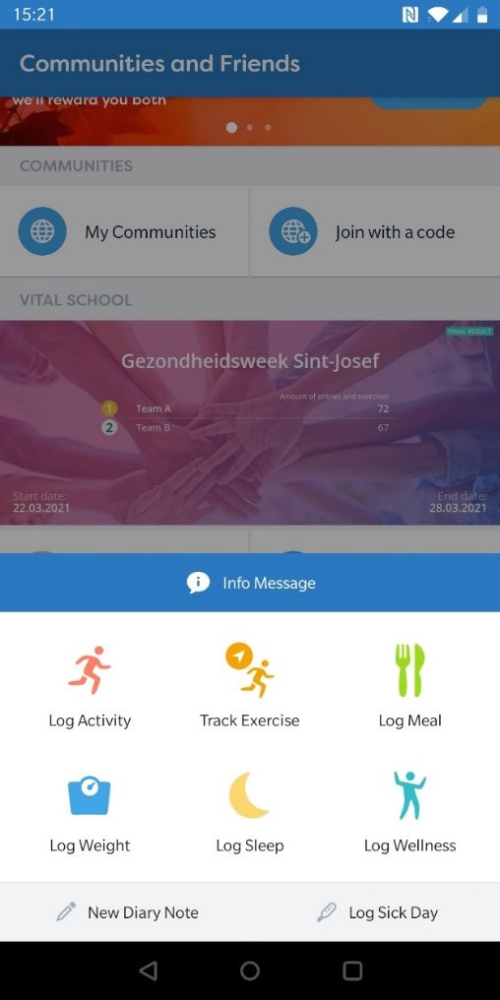 15:21
Communities and Friends
we'll reward you both
COMMUNITIES
My Communities
Join with a code
VITAL SCHOOL
FINAL RESULT
Gezondheidsweek Sint-Josef
Amount of entries and exercises
1 Team A 72
2 Team B 67
Start date: End date:
22.03.2021 28.03.2021
Info Message
Log Activity Track Exercise Log Meal
Log Weight Log Sleep Log Wellness
New Diary Note Log Sick Day